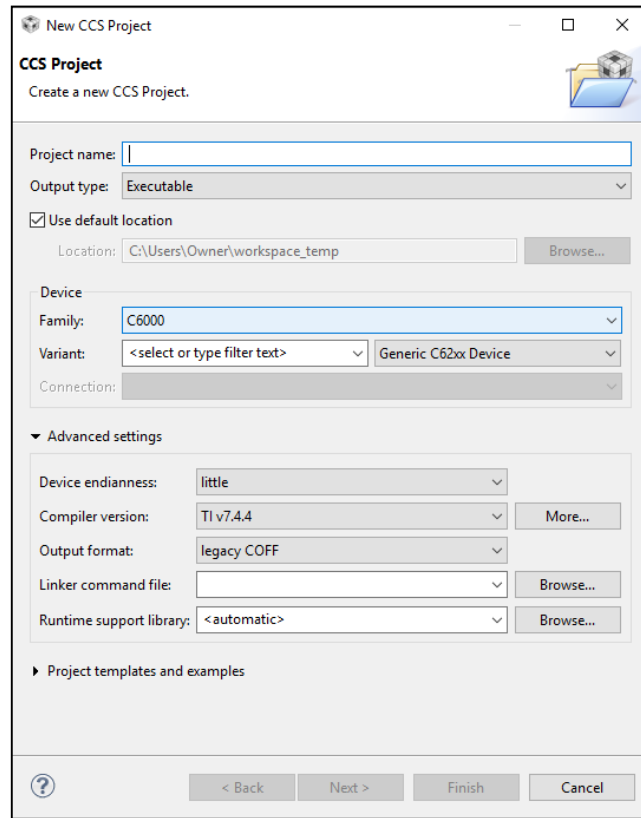 New CCS Project
CCS Project
Create a new CCS Project.
Project name:
Output type: Executable
Use default location
Location: C:\Users\Owner\workspace_temp Browse...
Device
Family: C6000
Variant: <select or type filter text> Generic C62xx Device
Connection:
Advanced settings
Device endianness: little
Compiler version: TI v7.4.4 More...
Output format: legacy COFF
Linker command file: Browse...
Runtime support library: <automatic> Browse...
Project templates and examples
? < Back Next > Finish Cancel